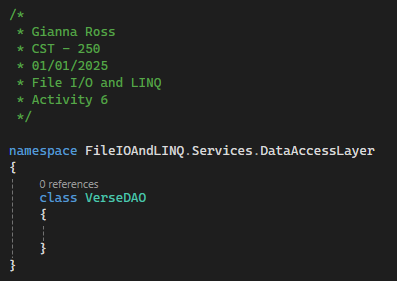 /*
 * Gianna Ross
 * CST - 250
 * 01/01/2025
 * File I/O and LINQ
 * Activity 6
 */
namespace FileIOAndLINQ.Services.DataAccessLayer
{
    0 references
    class VerseDAO
    {
    }
}